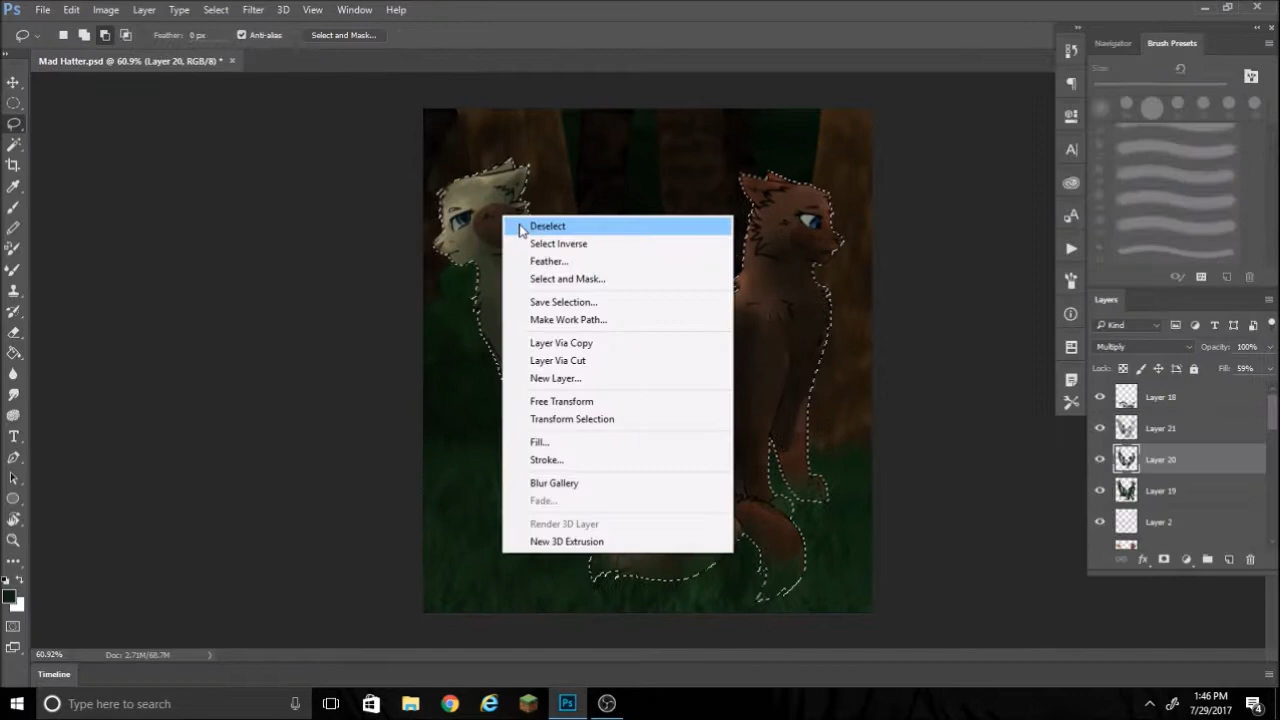 Ps File Edit Image Layer Type Select Filter 3D View Window Help
Feather: 0 px Anti-alias Select and Mask...
Mad Hatter.psd @ 60.9% (Layer 20, RGB/8) *
Navigator Brush Presets
Size:
Deselect
Select Inverse
Feather...
Select and Mask...
Save Selection...
Make Work Path...
Layer Via Copy
Layer Via Cut
New Layer...
Free Transform
Transform Selection
Fill...
Stroke...
Blur Gallery
Fade...
Render 3D Layer
New 3D Extrusion
Layers
Kind
Multiply Opacity: 100%
Lock: Fill: 59%
Layer 18
Layer 21
Layer 20
Layer 19
Layer 2
fx
60.92% Doc: 2.71M/68.7M
Timeline
Type here to search
Ps
1:46 PM
7/29/2017
4